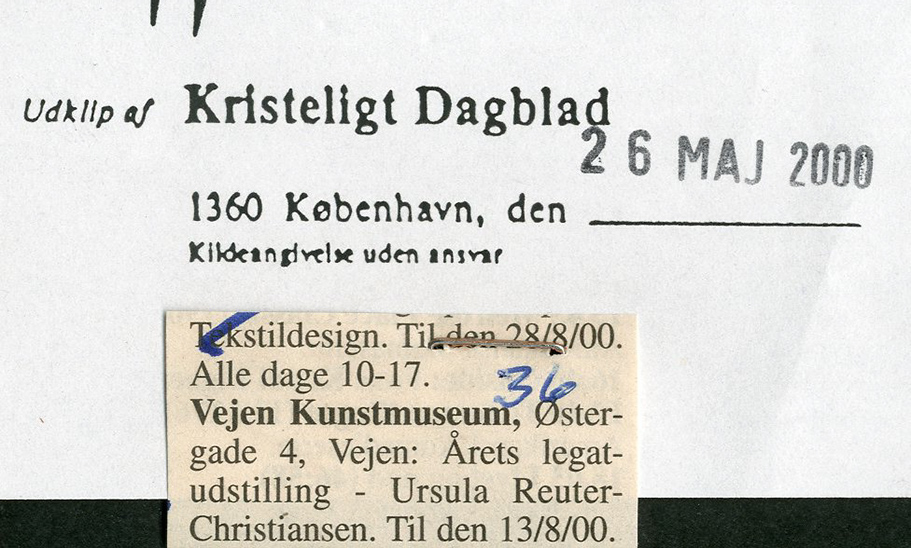 Udklip af Kristeligt Dagblad
26 MAJ 2000
1360 København, den
Kildeangivelse uden ansvar
Tekstildesign. Til den 28/8/00.
Alle dage 10-17.
36
Vejen Kunstmuseum, Øster-
gade 4, Vejen: Årets legat-
udstilling - Ursula Reuter-
Christiansen. Til den 13/8/00.